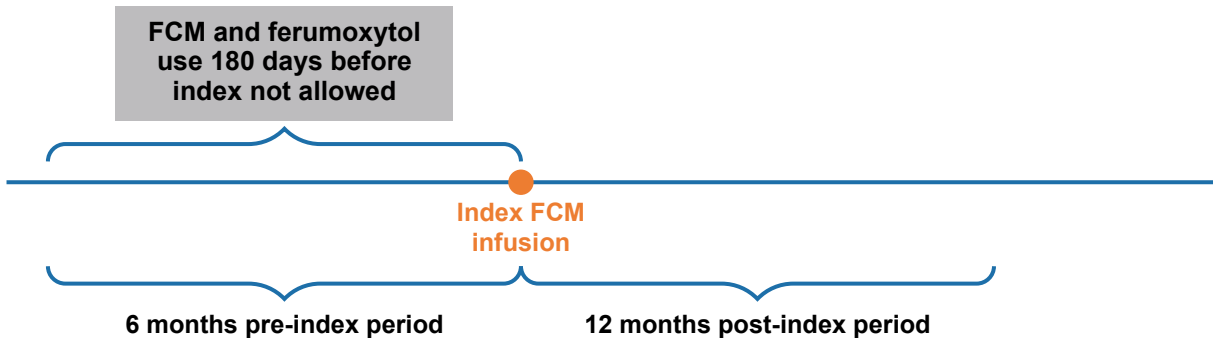 FCM and ferumoxytol
use 180 days before
index not allowed
Index FCM
infusion
6 months pre-index period
12 months post-index period